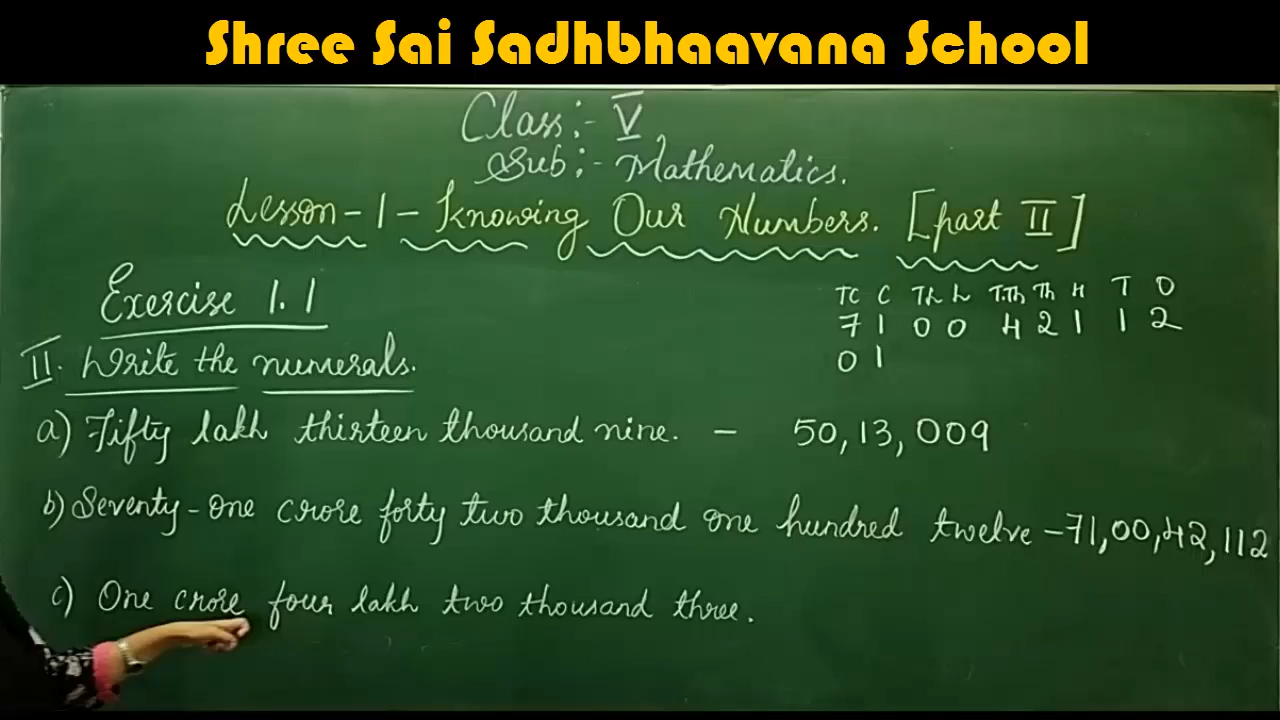 Shree Sai Sadhbhaavana School
Class:- V
Sub:- Mathematics.
Lesson-1-Knowing Our Numbers. [part II]
Exercise 1.1
TC C TL L T.Th Th H T O
7 1 0 0 4 2 1 1 2
0 1
II. Write the numerals.
a) Fifty lakh thirteen thousand nine. - 50,13,009
b) Seventy-one crore forty two thousand one hundred twelve -71,00,42,112
c) One crore four lakh two thousand three.